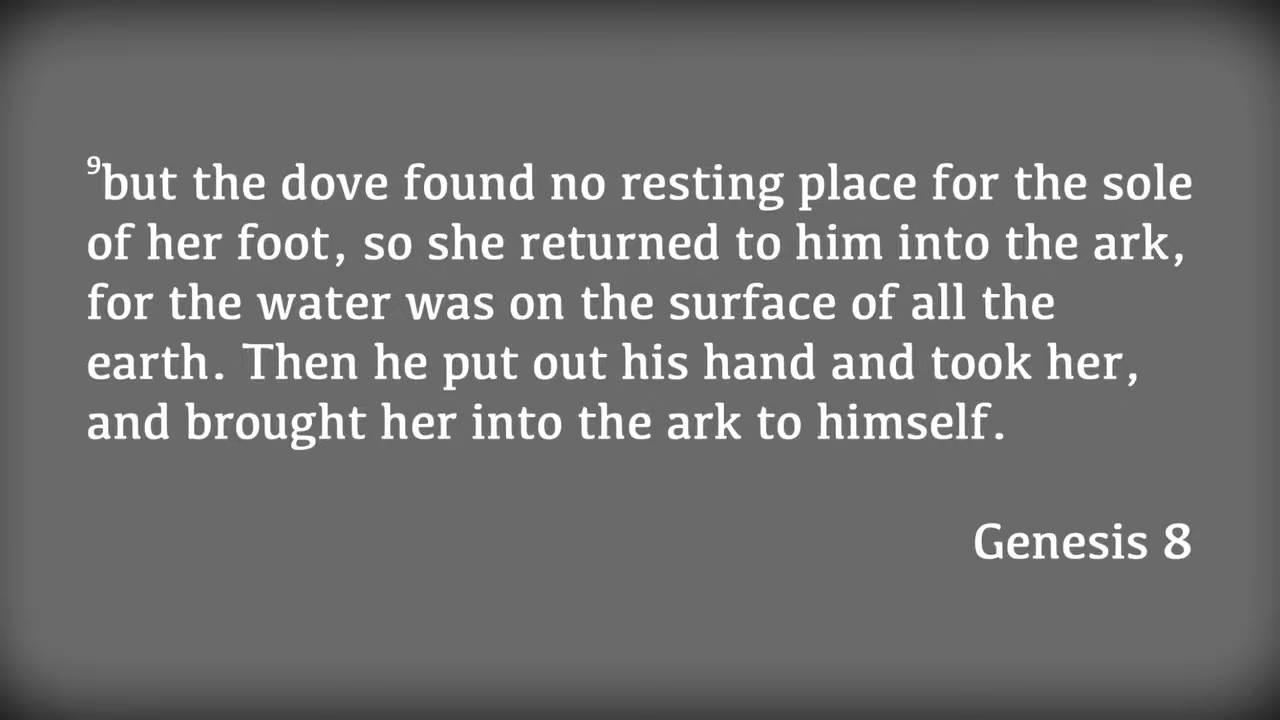 ⁹but the dove found no resting place for the sole
of her foot, so she returned to him into the ark,
for the water was on the surface of all the
earth. Then he put out his hand and took her,
and brought her into the ark to himself.
Genesis 8